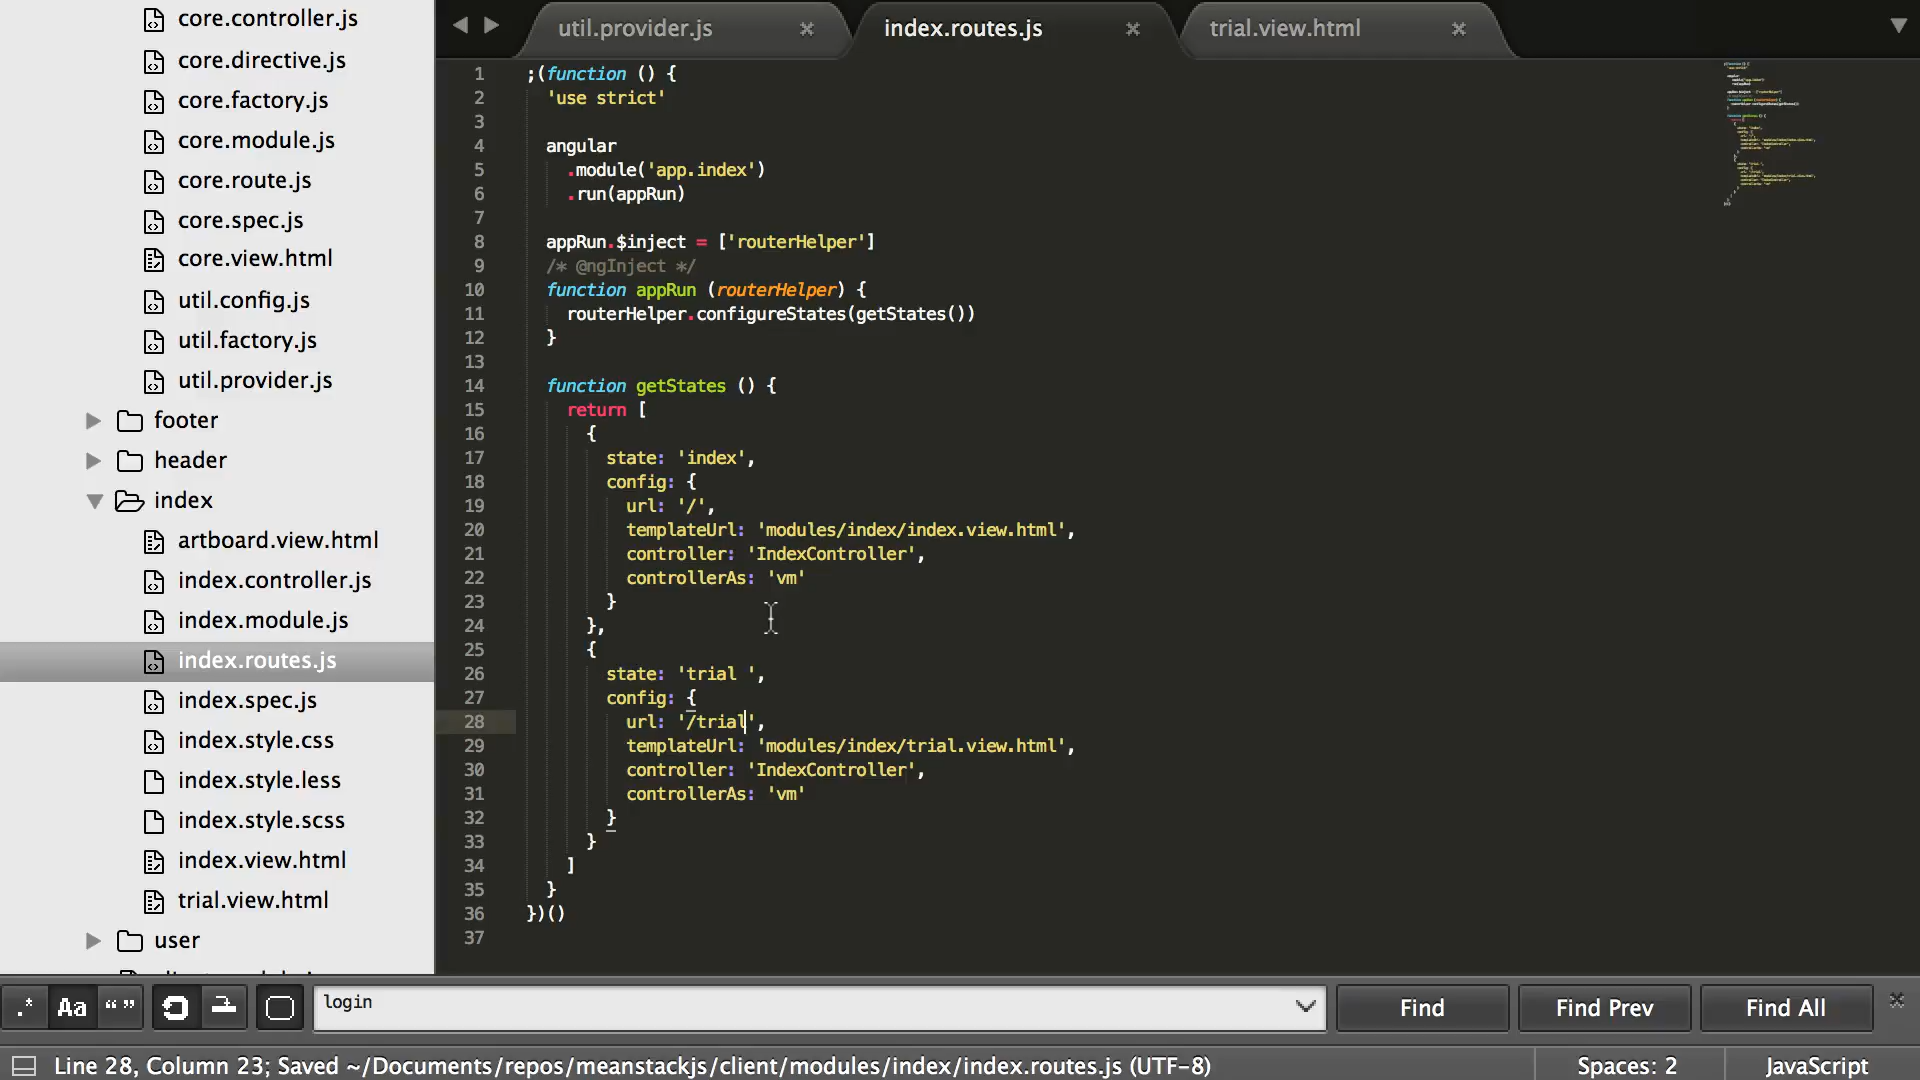 core.controller.js
core.directive.js
core.factory.js
core.module.js
core.route.js
core.spec.js
core.view.html
util.config.js
util.factory.js
util.provider.js
footer
header
index
artboard.view.html
index.controller.js
index.module.js
index.routes.js
index.spec.js
index.style.css
index.style.less
index.style.scss
index.view.html
trial.view.html
user
util.provider.js
index.routes.js
trial.view.html
1 ;(function () {
2 'use strict'
3
4 angular
5 .module('app.index')
6 .run(appRun)
7
8 appRun.$inject = ['routerHelper']
9 /* @ngInject */
10 function appRun (routerHelper) {
11 routerHelper.configureStates(getStates())
12 }
13
14 function getStates () {
15 return [
16 {
17 state: 'index',
18 config: {
19 url: '/',
20 templateUrl: 'modules/index/index.view.html',
21 controller: 'IndexController',
22 controllerAs: 'vm'
23 }
24 },
25 {
26 state: 'trial ',
27 config: {
28 url: '/trial',
29 templateUrl: 'modules/index/trial.view.html',
30 controller: 'IndexController',
31 controllerAs: 'vm'
32 }
33 }
34 ]
35 }
36 })()
37
.* Aa “ ” login Find Find Prev Find All
Line 28, Column 23; Saved ~/Documents/repos/meanstackjs/client/modules/index/index.routes.js (UTF-8) Spaces: 2 JavaScript